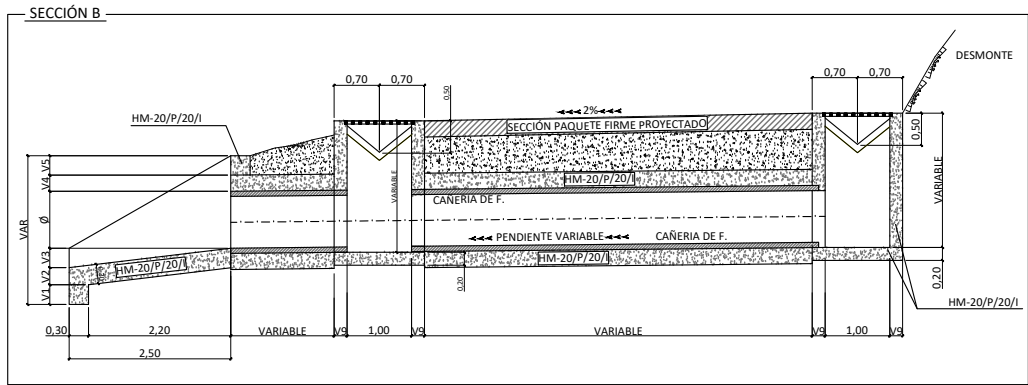 SECCIÓN B
DESMONTE
0,70
0,70
0,70
0,70
0,50
2%
0,50
HM-20/P/20/I
SECCIÓN PAQUETE FIRME PROYECTADO
VAR
V5
V4
Ø
V3
V2
V1
VARIABLE
HM-20/P/20/I
VARIABLE
CAÑERIA DE F.
PENDIENTE VARIABLE
CAÑERIA DE F.
HM-20/P/20/I
HM-20/P/20/I
0,20
0,20
HM-20/P/20/I
0,30
2,20
VARIABLE
V9
1,00
V9
VARIABLE
V9
1,00
V9
2,50